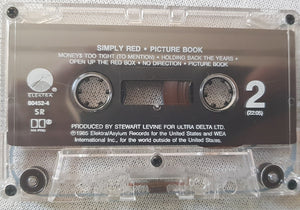 SIMPLY RED • PICTURE BOOK
MONEY$ TOO TIGHT (TO MENTION) • HOLDING BACK THE YEARS •
OPEN UP THE RED BOX • NO DIRECTION • PICTURE BOOK
ELEKTRA
60452-4
SR
DOLBY
2
(22:05)
PRODUCED BY STEWART LEVINE FOR ULTRA DELTA LTD.
©1985 Elektra/Asylum Records for the United States and WEA
International Inc., for the world outside of the United States.